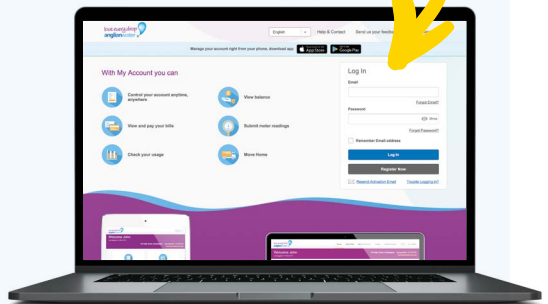 love every drop
anglianwater
English
Help & Contact
Send us your feedback
Manage your account right from your phone, download app
App Store
Google Play
With My Account you can
Control your account anytime, anywhere
View balance
View and pay your bills
Submit meter readings
Check your usage
Move Home
Log In
Email
Forgot Email?
Password
Show
Forgot Password?
Remember Email address
Log In
Register Now
Resend Activation Email
Trouble Logging In?
Welcome, John
Welcome, John